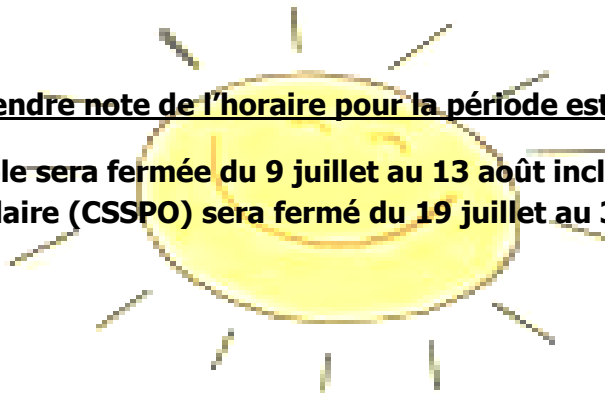 endre note de l'horaire pour la période est
le sera fermée du 9 juillet au 13 août incl
laire (CSSPO) sera fermé du 19 juillet au 3